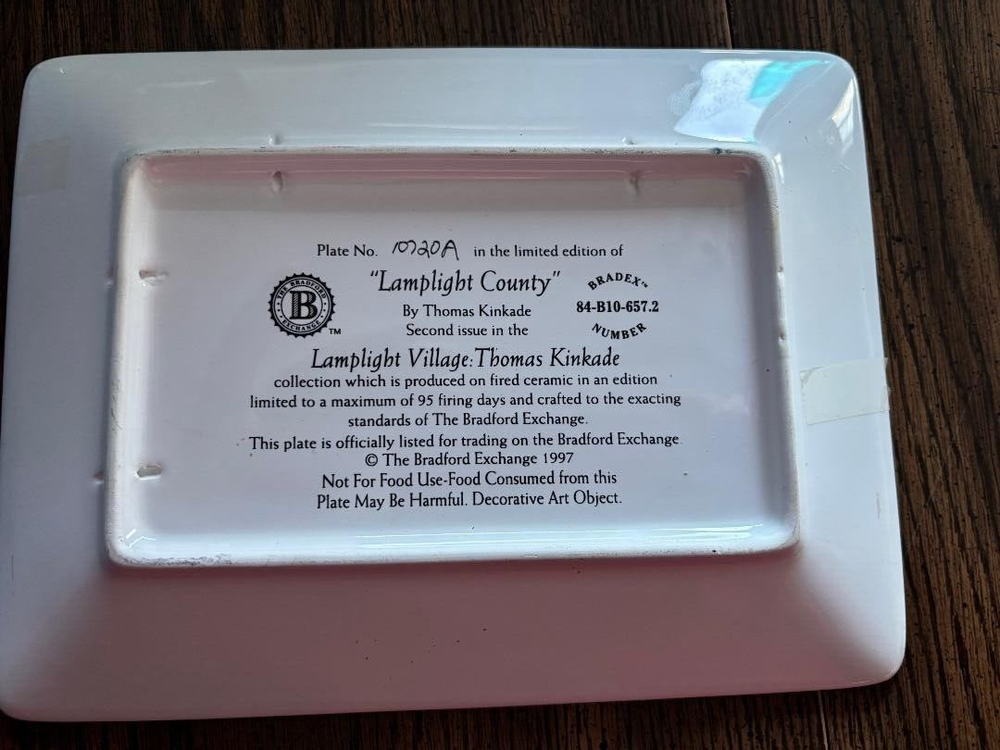 Plate No. 10720A in the limited edition of
"Lamplight County"
By Thomas Kinkade
Second issue in the
THE BRADFORD EXCHANGE
B
TM
BRADEX™
84-B10-657.2
NUMBER
Lamplight Village: Thomas Kinkade
collection which is produced on fired ceramic in an edition
limited to a maximum of 95 firing days and crafted to the exacting
standards of The Bradford Exchange.
This plate is officially listed for trading on the Bradford Exchange.
© The Bradford Exchange 1997
Not For Food Use-Food Consumed from this
Plate May Be Harmful. Decorative Art Object.